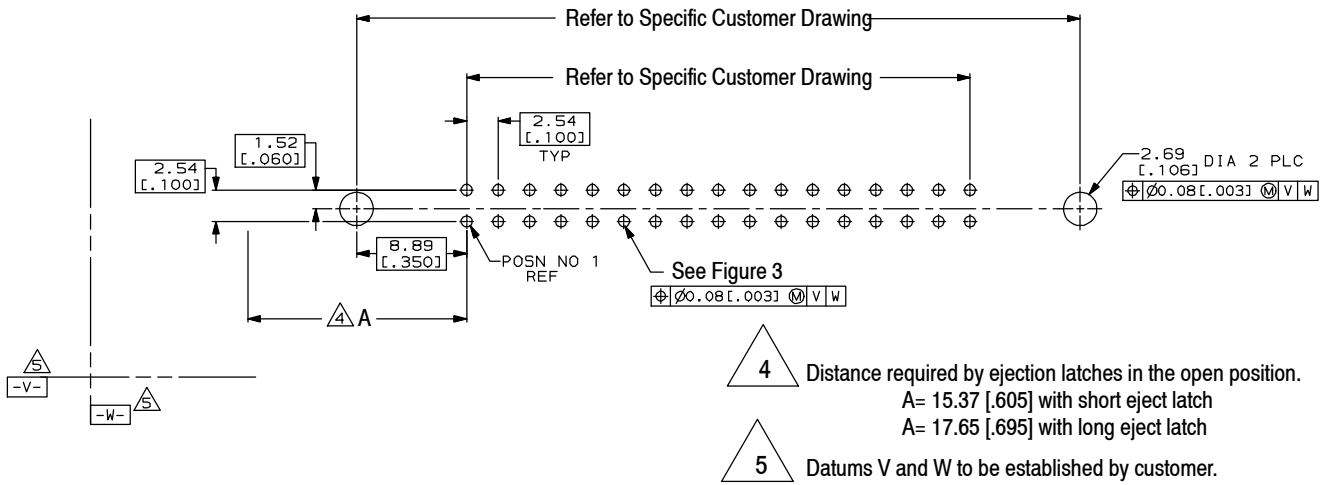 Refer to Specific Customer Drawing
Refer to Specific Customer Drawing
2.54
[.100]
TYP
1.52
[.060]
2.54
[.100]
2.69
[.106] DIA 2 PLC
⌖ Ø0.08[.003] Ⓜ V W
8.89
[.350]
POSN NO 1
REF
See Figure 3
⌖ Ø0.08[.003] Ⓜ V W
4 A
5
-V-
-W-
5
4 Distance required by ejection latches in the open position.
A= 15.37 [.605] with short eject latch
A= 17.65 [.695] with long eject latch
5 Datums V and W to be established by customer.